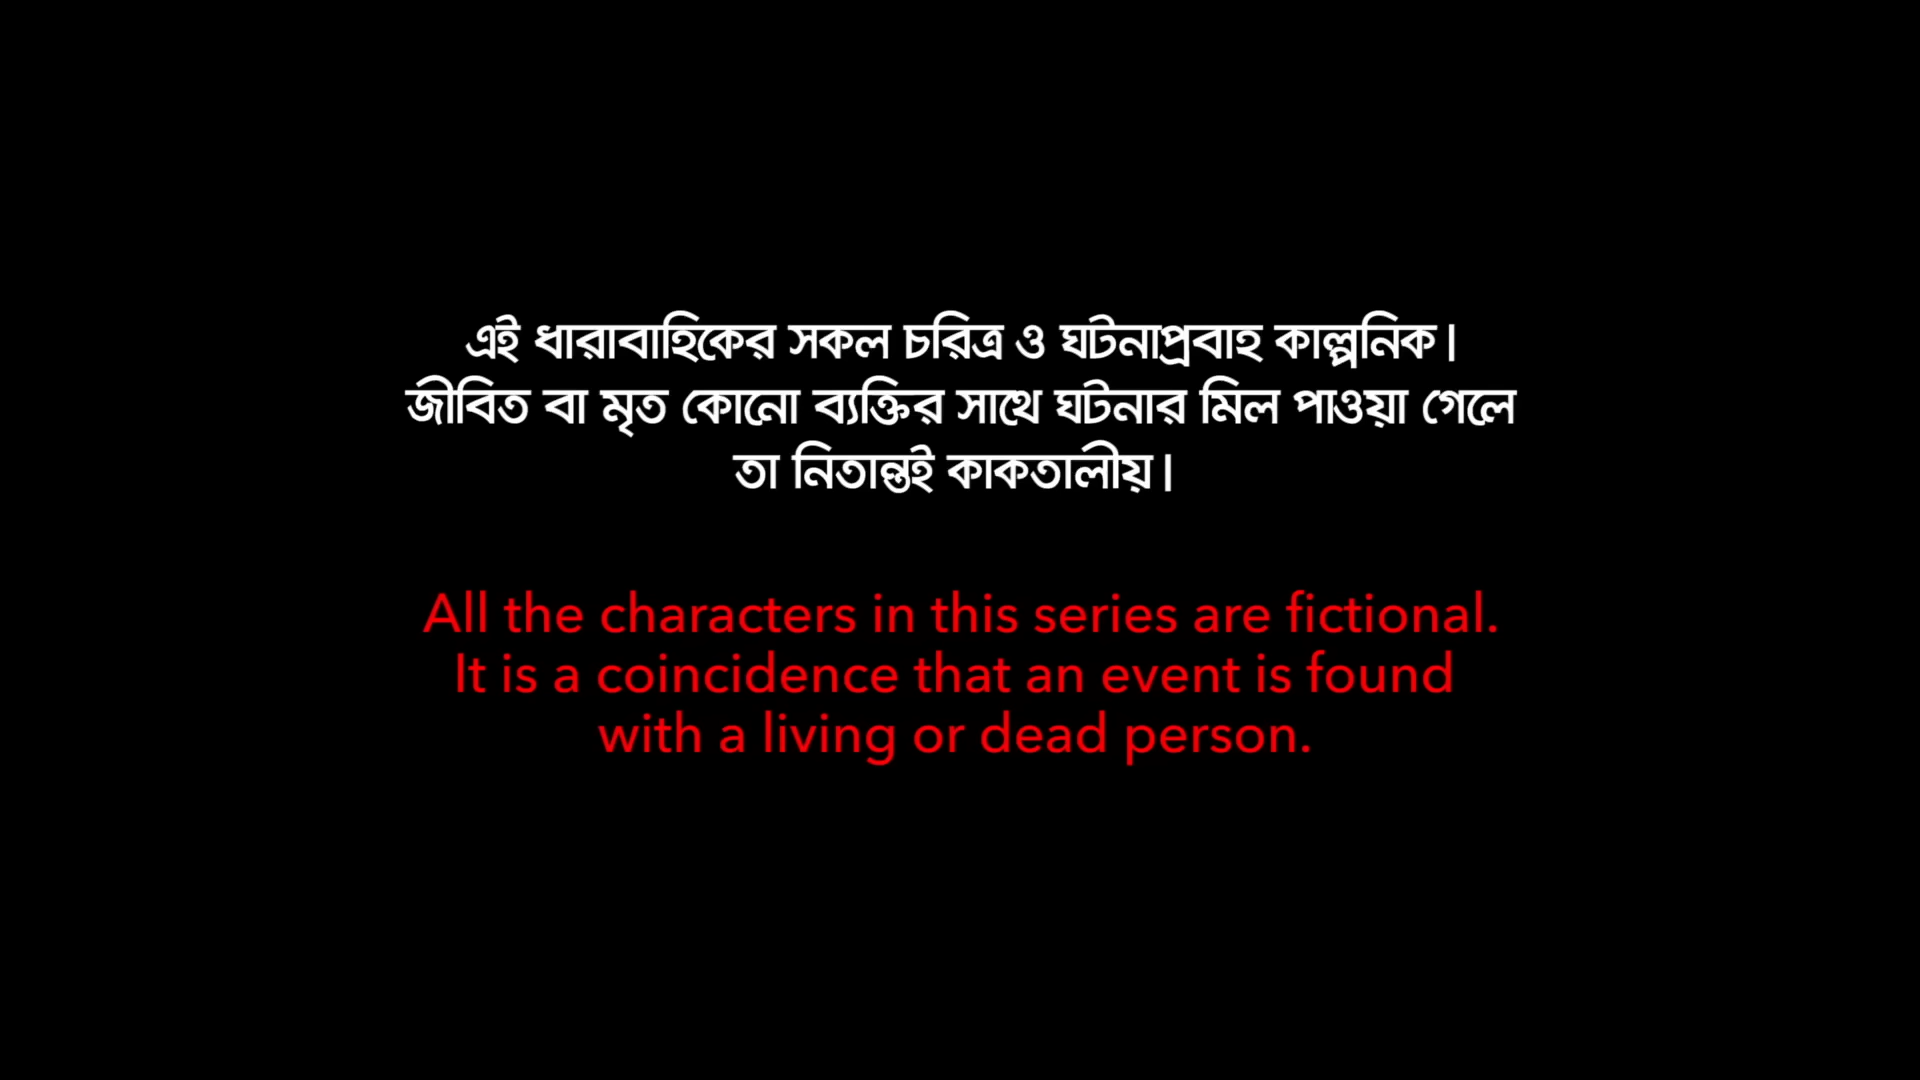 এই ধারাবাহিকের সকল চরিত্র ও ঘটনাপ্রবাহ কাল্পনিক।
জীবিত বা মৃত কোনো ব্যক্তির সাথে ঘটনার মিল পাওয়া গেলে
তা নিতান্তই কাকতালীয়।
All the characters in this series are fictional.
It is a coincidence that an event is found
with a living or dead person.